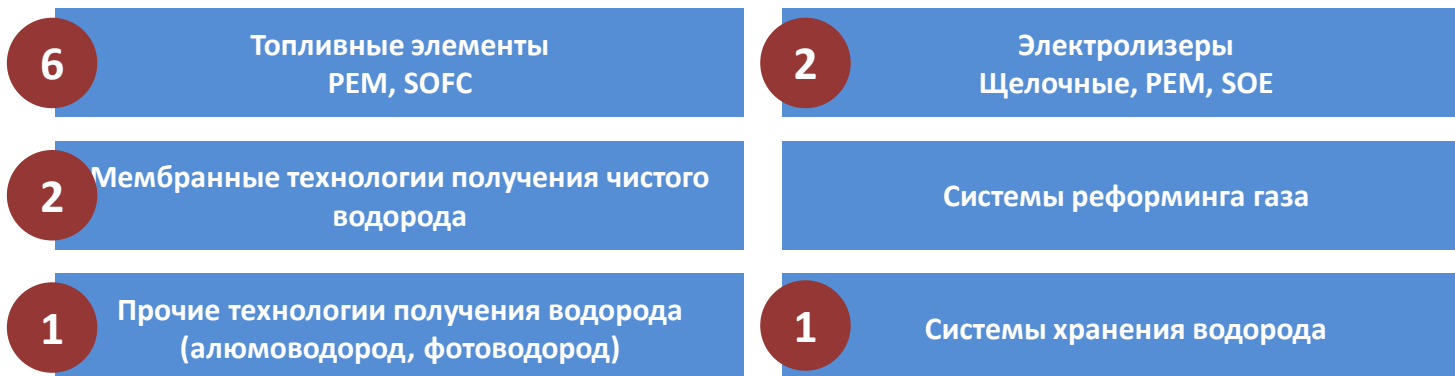 6
Топливные элементы
PEM, SOFC
2
Электролизеры
Щелочные, PEM, SOE
2
Мембранные технологии получения чистого
водорода
Системы реформинга газа
1
Прочие технологии получения водорода
(алюмоводород, фотоводород)
1
Системы хранения водорода